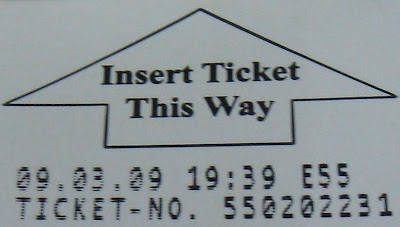 Insert Ticket
This Way
09.03.09 19:39 E55
TICKET-NO. 550202231